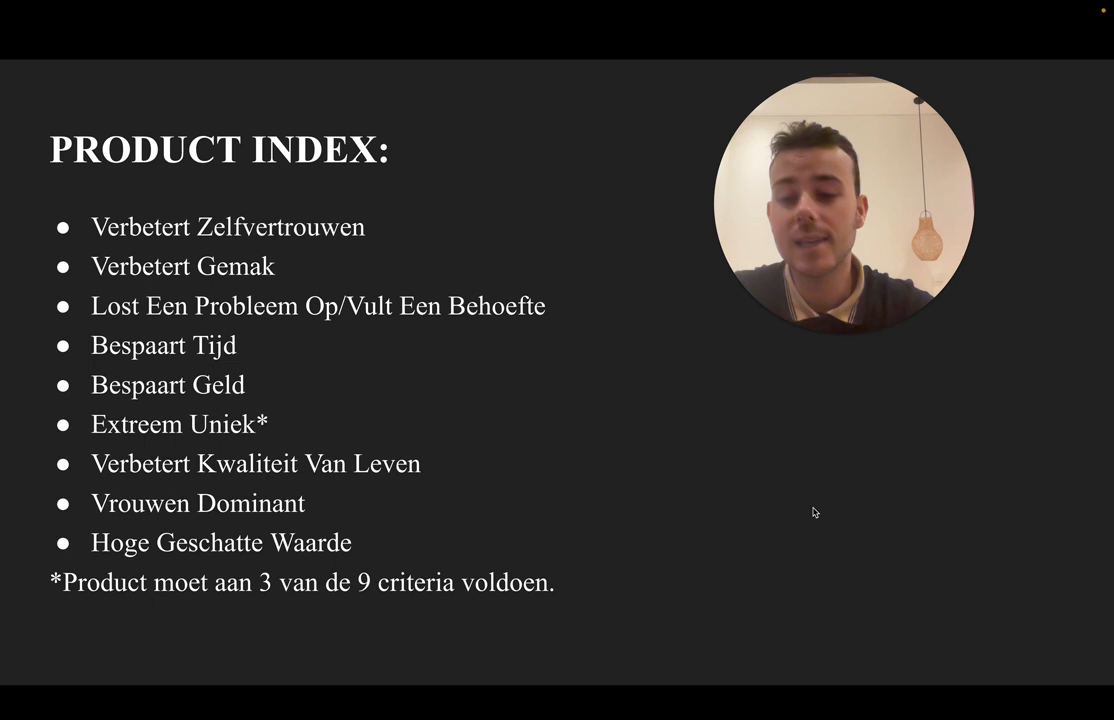 PRODUCT INDEX:
● Verbetert Zelfvertrouwen
● Verbetert Gemak
● Lost Een Probleem Op/Vult Een Behoefte
● Bespaart Tijd
● Bespaart Geld
● Extreem Uniek*
● Verbetert Kwaliteit Van Leven
● Vrouwen Dominant
● Hoge Geschatte Waarde
*Product moet aan 3 van de 9 criteria voldoen.